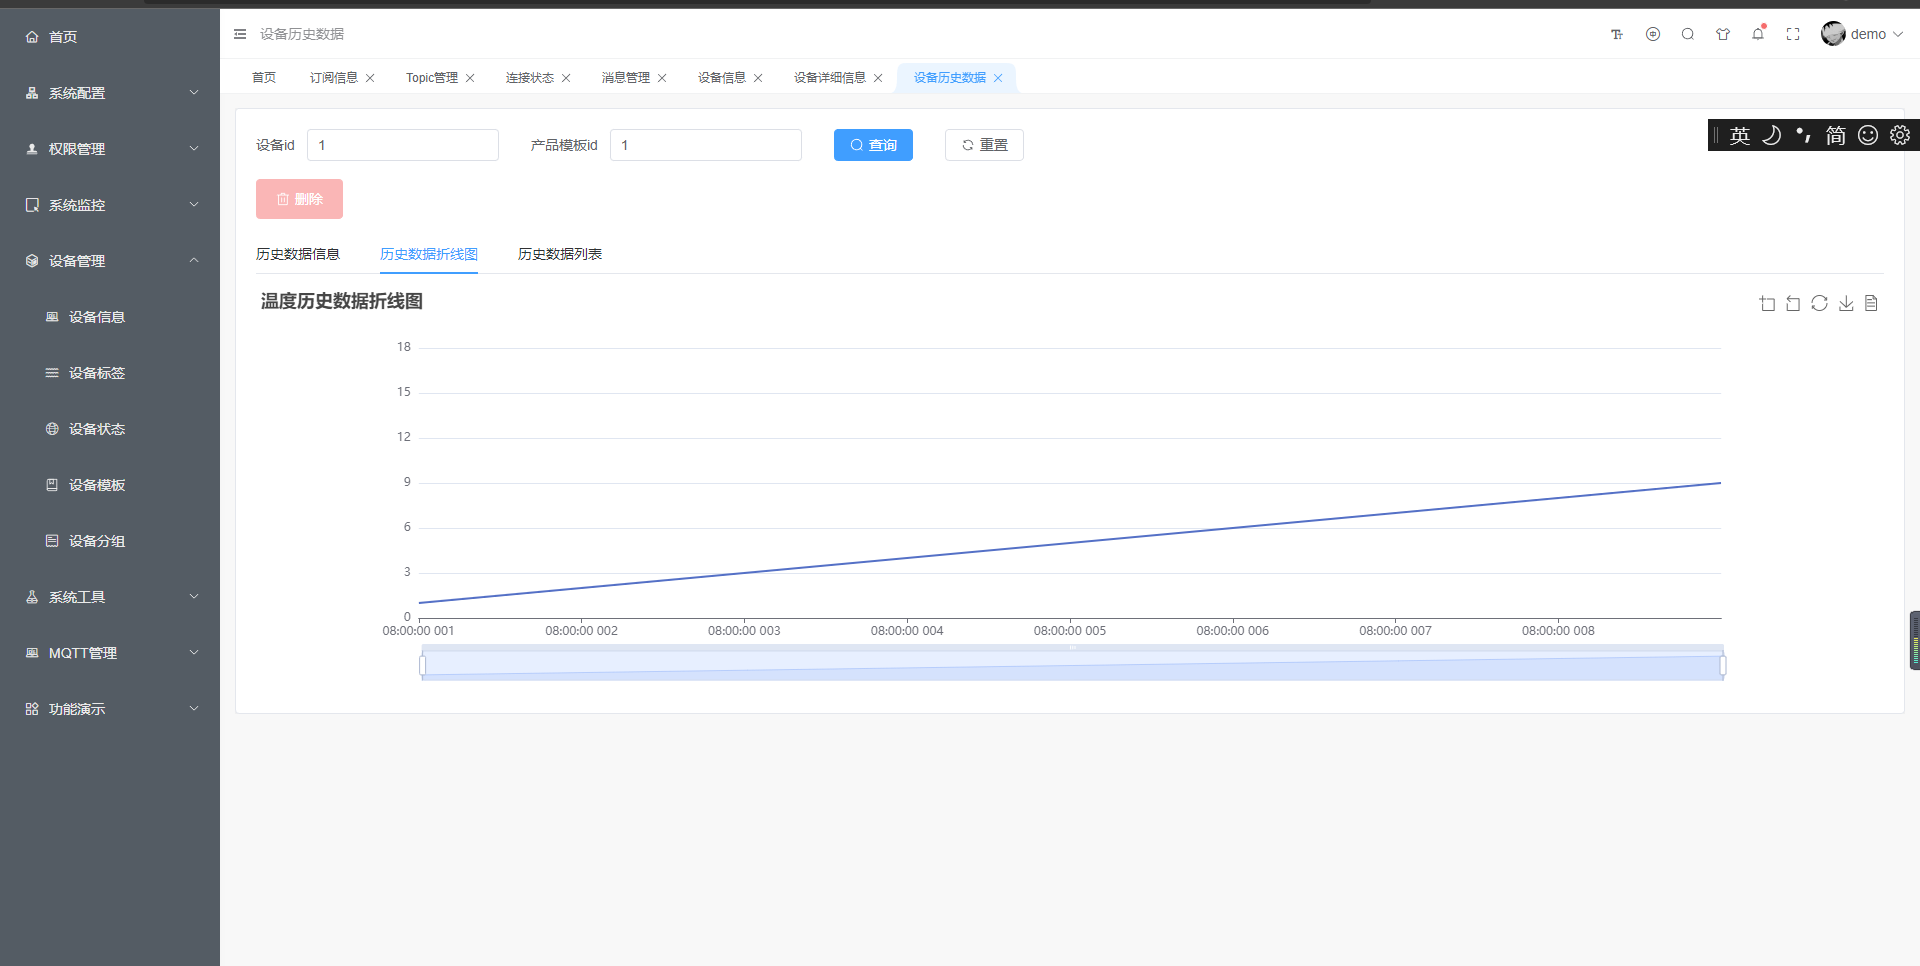 首页
系统配置
权限管理
系统监控
设备管理
设备信息
设备标签
设备状态
设备模板
设备分组
系统工具
MQTT管理
功能演示
设备历史数据
demo
首页 订阅信息 Topic管理 连接状态 消息管理 设备信息 设备详细信息 设备历史数据
设备id 1 产品模板id 1 查询 重置
英 简
删除
历史数据信息 历史数据折线图 历史数据列表
温度历史数据折线图
18
15
12
9
6
3
0
08:00:00 001 08:00:00 002 08:00:00 003 08:00:00 004 08:00:00 005 08:00:00 006 08:00:00 007 08:00:00 008